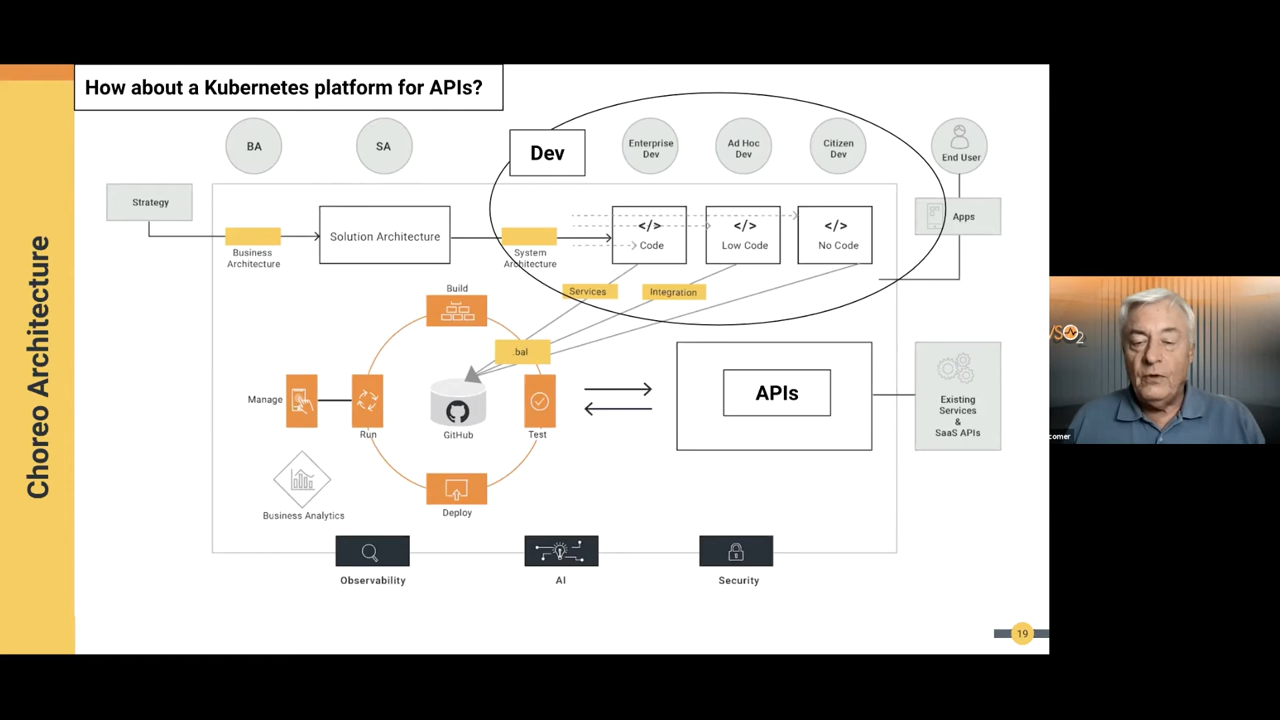 How about a Kubernetes platform for APIs?
Choreo Architecture
BA
SA
Dev
Enterprise
Dev
Ad Hoc
Dev
Citizen
Dev
End User
Strategy
Business
Architecture
Solution Architecture
System
Architecture
</>
Code
</>
Low Code
</>
No Code
Apps
Services
Integration
Build
.bal
Manage
Run
GitHub
Test
Deploy
APIs
Existing
Services
&
SaaS APIs
Business Analytics
Observability
AI
Security
19
SO2
comer